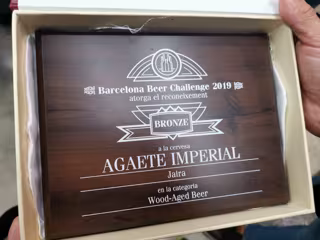 Barcelona Beer Challenge 2019
atorga el reconeixement
BRONZE
a la cervesa
AGAETE IMPERIAL
Jaira
en la categoria
Wood-Aged Beer